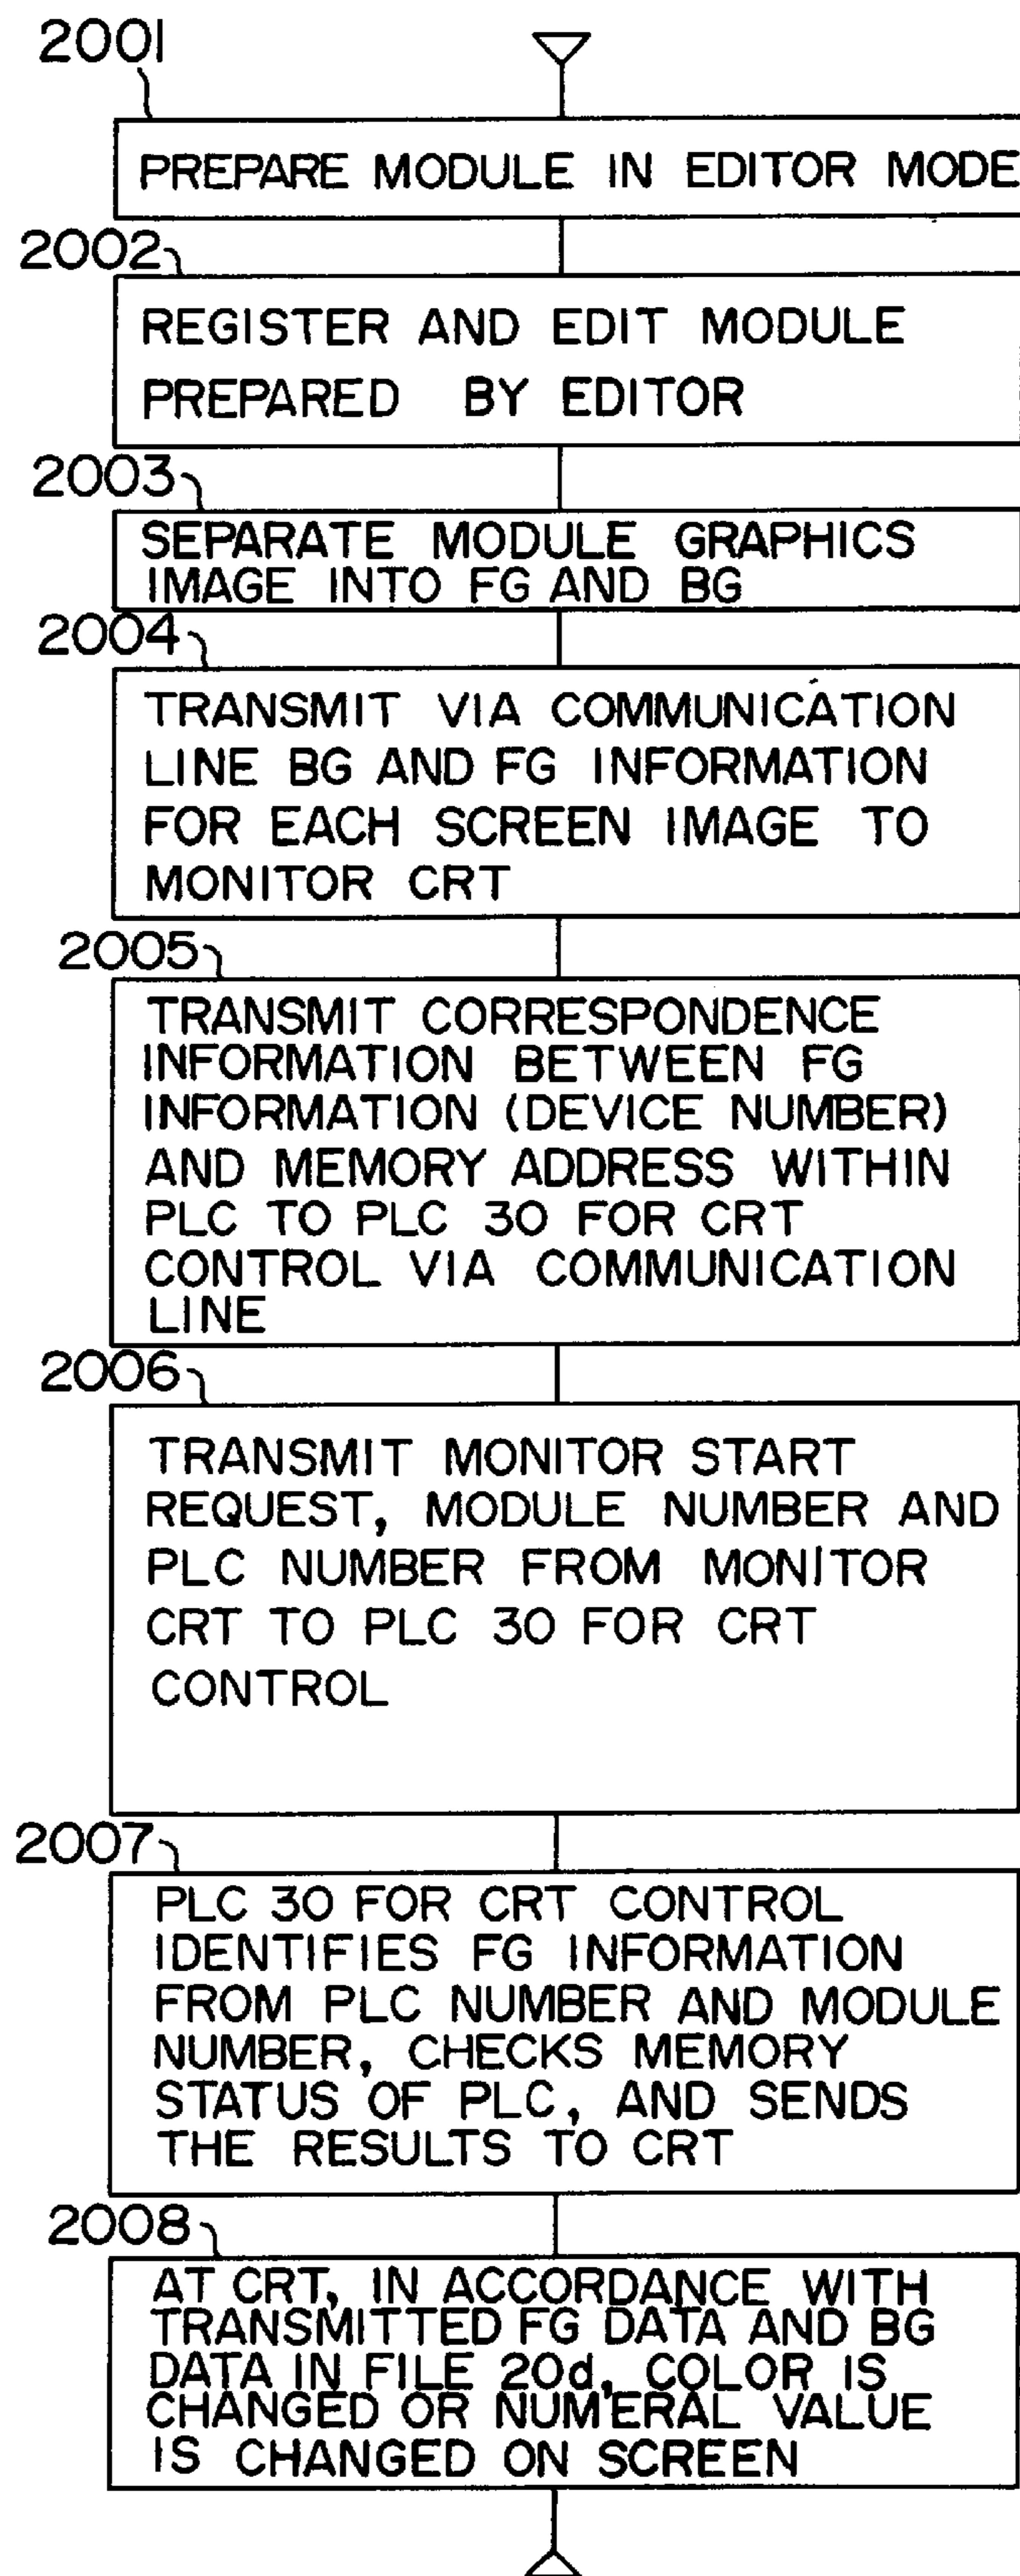 2001
PREPARE MODULE IN EDITOR MODE
2002
REGISTER AND EDIT MODULE
PREPARED BY EDITOR
2003
SEPARATE MODULE GRAPHICS
IMAGE INTO FG AND BG
2004
TRANSMIT VIA COMMUNICATION
LINE BG AND FG INFORMATION
FOR EACH SCREEN IMAGE TO
MONITOR CRT
2005
TRANSMIT CORRESPONDENCE
INFORMATION BETWEEN FG
INFORMATION (DEVICE NUMBER)
AND MEMORY ADDRESS WITHIN
PLC TO PLC 30 FOR CRT
CONTROL VIA COMMUNICATION
LINE
2006
TRANSMIT MONITOR START
REQUEST, MODULE NUMBER AND
PLC NUMBER FROM MONITOR
CRT TO PLC 30 FOR CRT
CONTROL
2007
PLC 30 FOR CRT CONTROL
IDENTIFIES FG INFORMATION
FROM PLC NUMBER AND MODULE
NUMBER, CHECKS MEMORY
STATUS OF PLC, AND SENDS
THE RESULTS TO CRT
2008
AT CRT, IN ACCORDANCE WITH
TRANSMITTED FG DATA AND BG
DATA IN FILE 20d, COLOR IS
CHANGED OR NUMERAL VALUE
IS CHANGED ON SCREEN